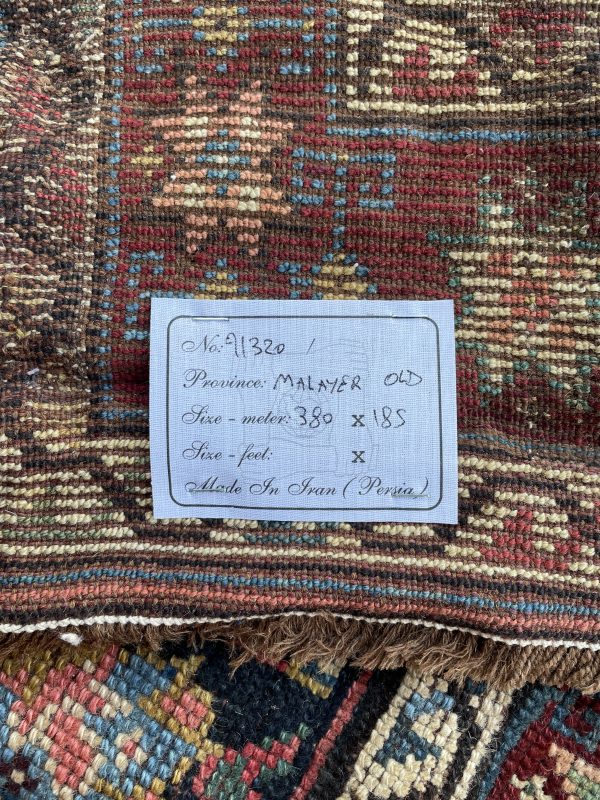 No: 91320 /
Province: MALAYER OLD
Size - meter: 380 x 185
Size - feet: x
Made In Iran ( Persia )